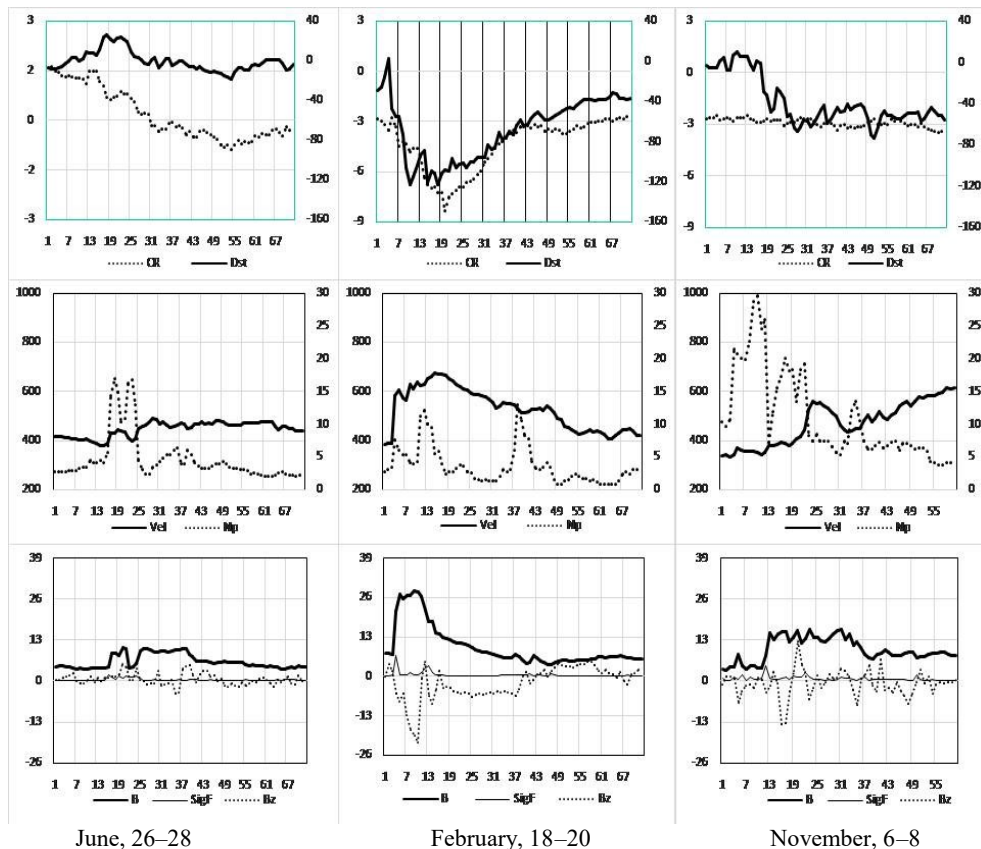 3 2 0 -2 -3
40 0 -40 -80 -120 -160
1 7 13 19 25 31 37 43 49 55 61 67
CR Dst
3 0 -3 -6 -9
40 0 -40 -80 -120 -160
1 7 13 19 25 31 37 43 49 55 61 67
CR Dst
3 0 -3 -6 -9
40 0 -40 -80 -120 -160
1 7 13 19 25 31 37 43 49 55 61 67
CR Dst
1000 800 600 400 200
30 25 20 15 10 5 0
1 7 13 19 25 31 37 43 49 55 61 67
Vel Np
1000 800 600 400 200
30 25 20 15 10 5 0
1 7 13 19 25 31 37 43 49 55 61 67
Vel Np
1000 800 600 400 200
30 25 20 15 10 5 0
1 7 13 19 25 31 37 43 49 55
Vel Np
39 26 13 0 -13 -26
1 7 13 19 25 31 37 43 49 55 61 67
B SigF Bz
39 26 13 0 -13 -26
1 7 13 19 25 31 37 43 49 55 61 67
B SigF Bz
39 26 13 0 -13 -26
1 7 13 19 25 31 37 43 49 55
B SigF Bz
June, 26–28 February, 18–20 November, 6–8